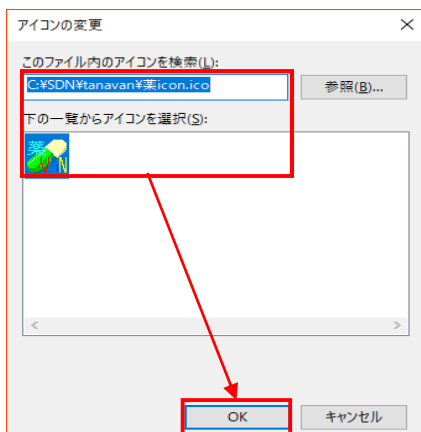 アイコンの変更
このファイル内のアイコンを検索(L):
C:¥SDN¥tanavan¥薬icon.ico
参照(B)...
下の一覧からアイコンを選択(S):
薬
N
OK
キャンセル